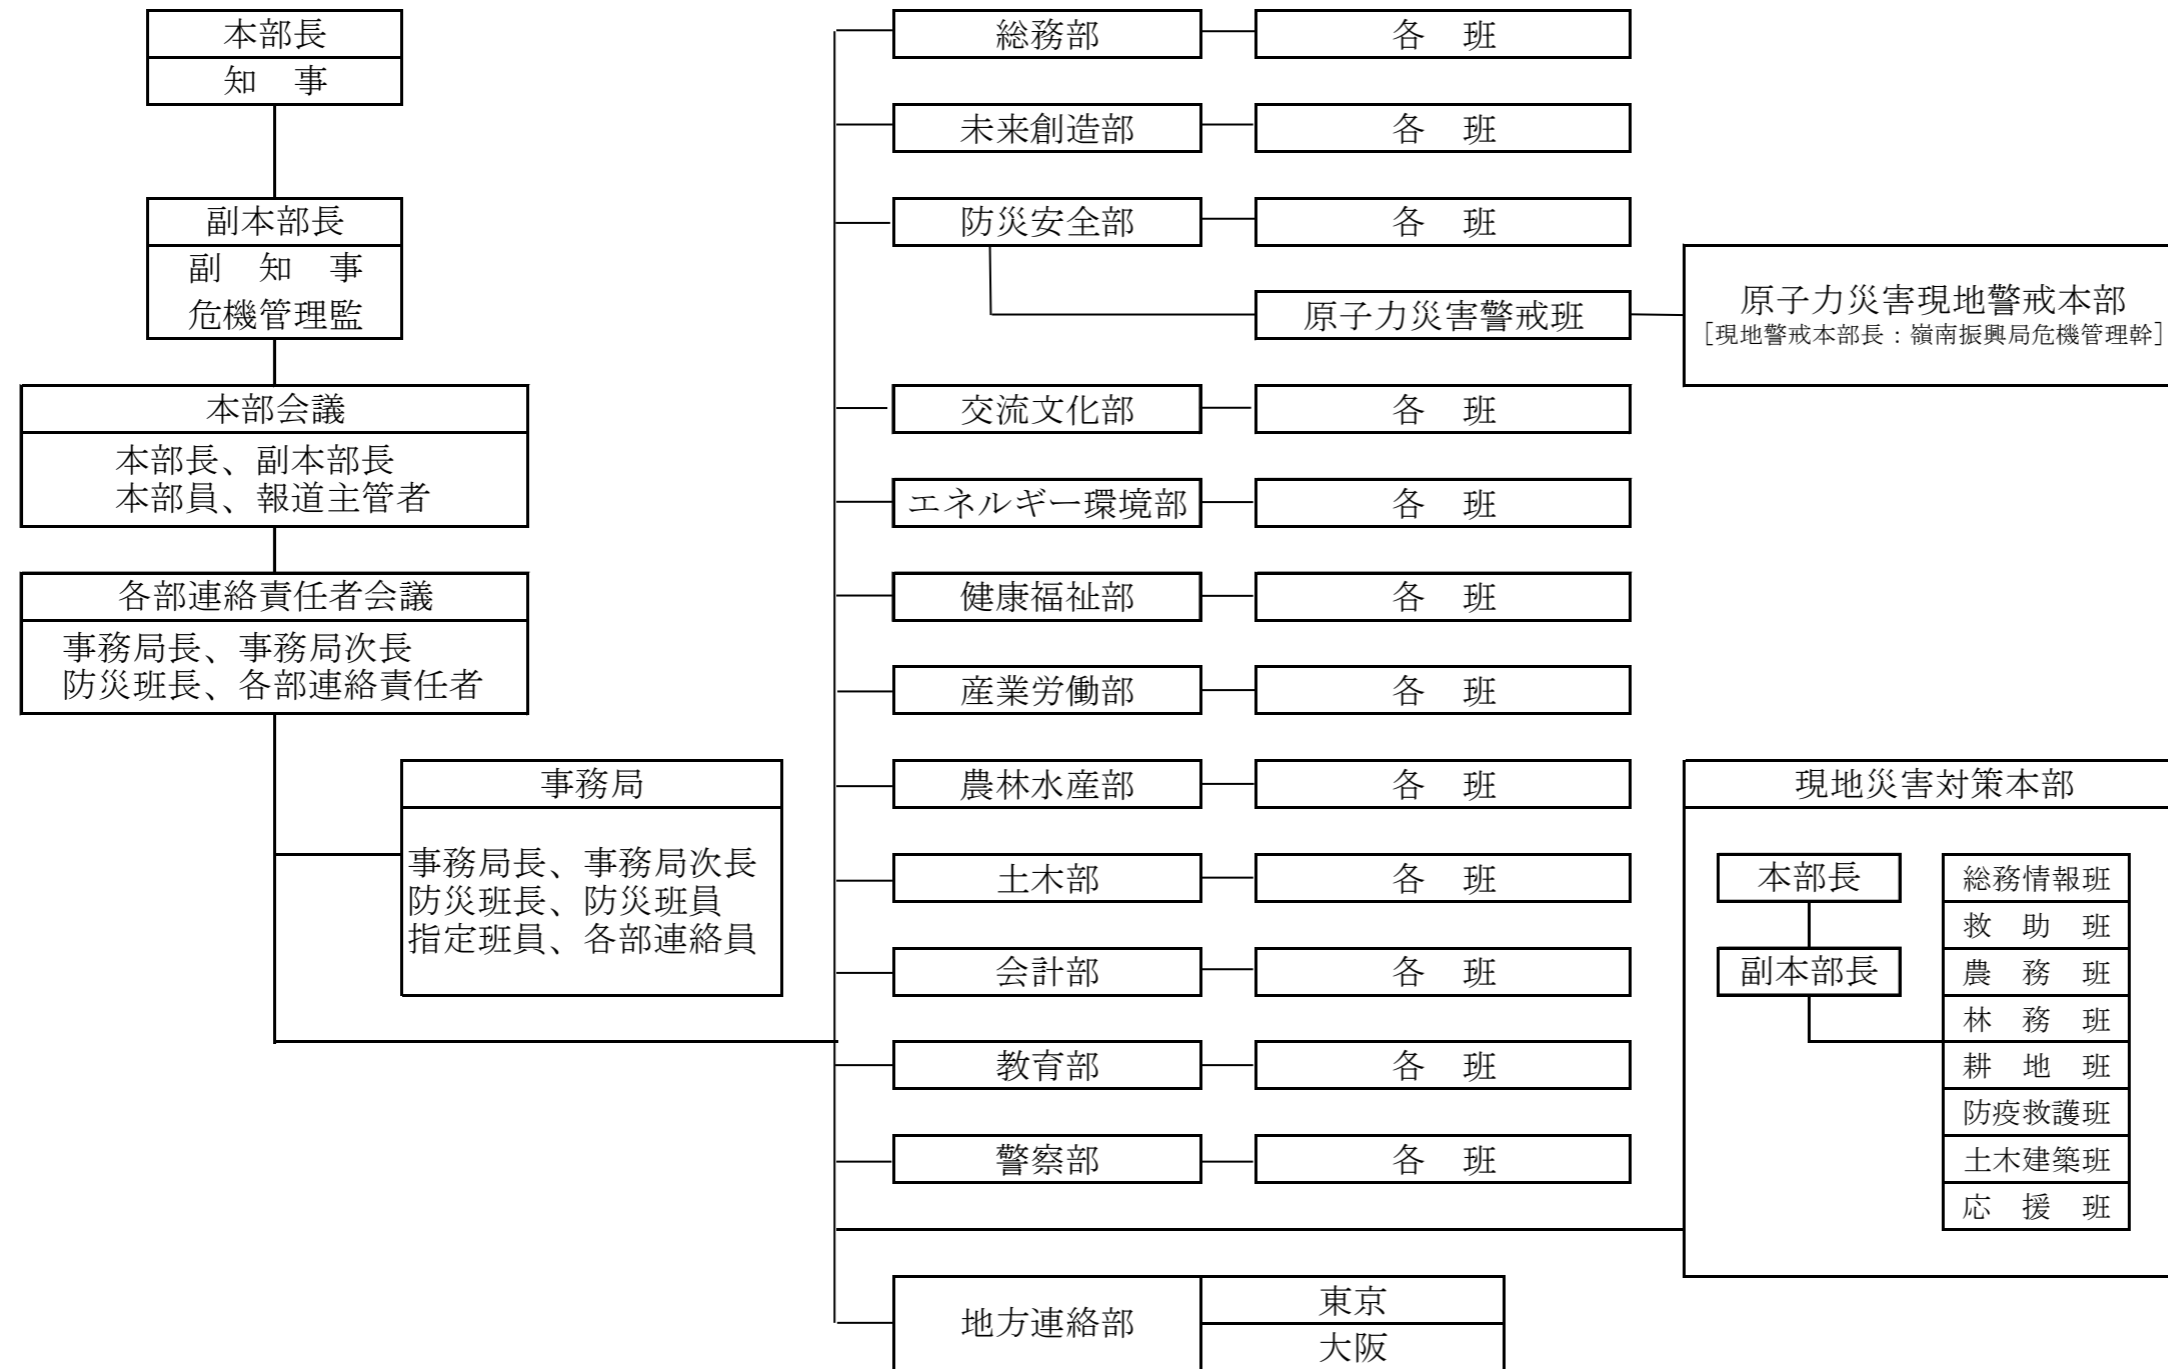 本部長
知　事
副本部長
副　知　事
危機管理監
本部会議
本部長、副本部長
本部員、報道主管者
各部連絡責任者会議
事務局長、事務局次長
防災班長、各部連絡責任者
事務局
事務局長、事務局次長
防災班長、防災班員
指定班員、各部連絡員
総務部
各　班
未来創造部
各　班
防災安全部
各　班
原子力災害警戒班
原子力災害現地警戒本部
[現地警戒本部長：嶺南振興局危機管理幹]
交流文化部
各　班
エネルギー環境部
各　班
健康福祉部
各　班
産業労働部
各　班
農林水産部
各　班
土木部
各　班
会計部
各　班
教育部
各　班
警察部
各　班
現地災害対策本部
本部長
副本部長
総務情報班
救　助　班
農　務　班
林　務　班
耕　地　班
防疫救護班
土木建築班
応　援　班
地方連絡部
東京
大阪